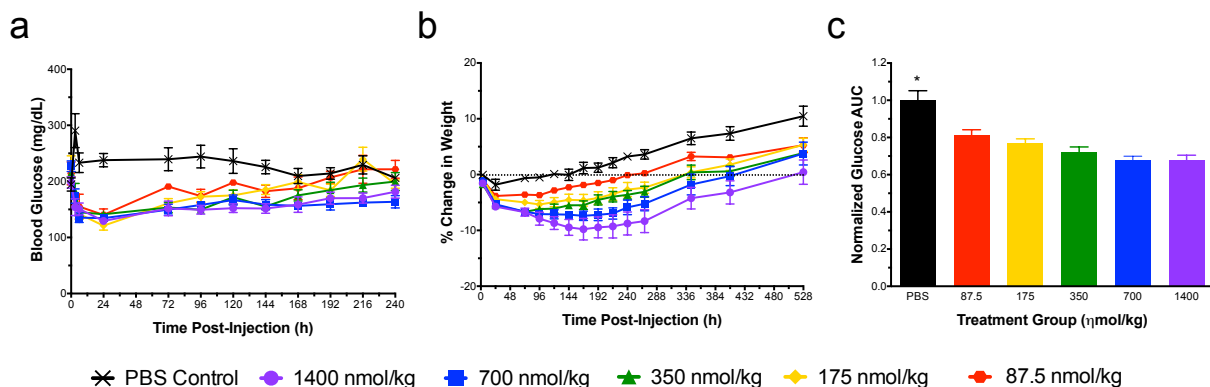 a
b
c
Blood Glucose (mg/dL)
400
300
200
100
0
0 24 48 72 96 120 144 168 192 216 240
Time Post-Injection (h)
% Change in Weight
20
10
0
-10
-20
0 48 96 144 192 240 288 336 384 432 480 528
Time Post-Injection (h)
Normalized Glucose AUC
1.2
1.0
0.8
0.6
0.4
0.2
0.0
*
PBS 87.5 175 350 700 1400
Treatment Group (ηmol/kg)
PBS Control 1400 nmol/kg 700 nmol/kg 350 nmol/kg 175 nmol/kg 87.5 nmol/kg